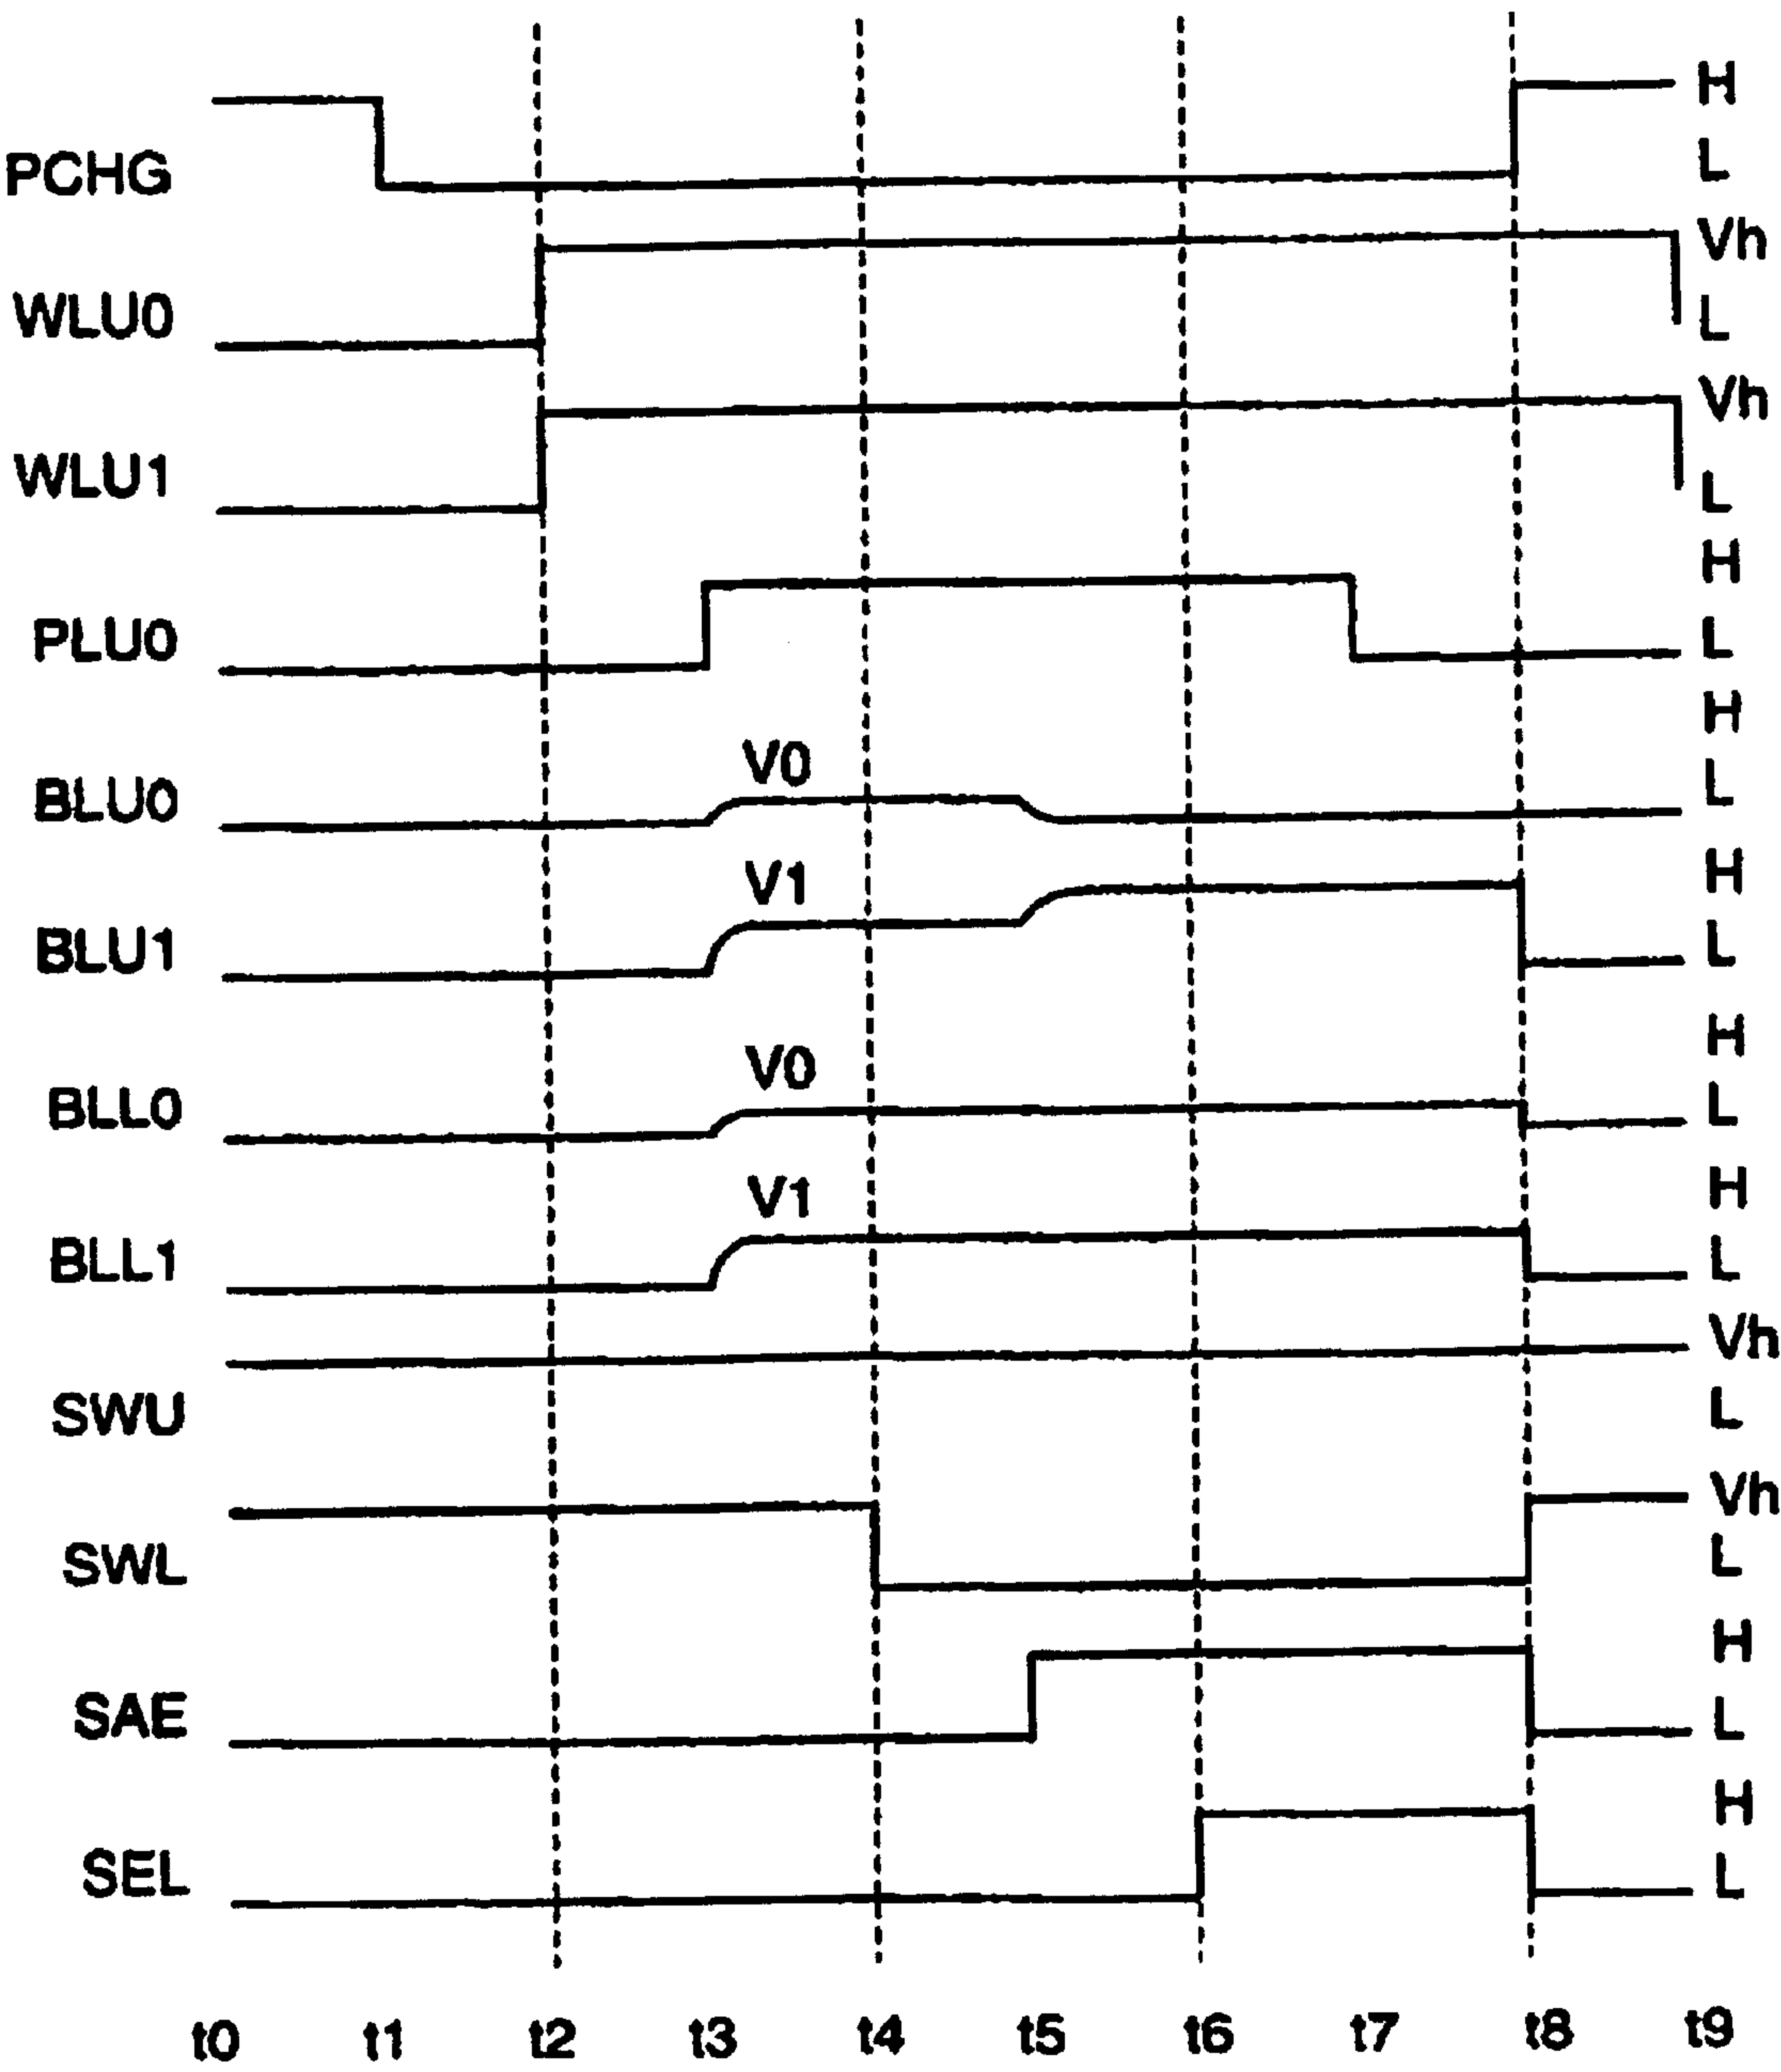 H
PCHG L
Vh
WLU0 L
Vh
WLU1 L
H
PLU0 L
H
V0
BLU0 L
H
V1
BLU1 L
H
V0
BLL0 L
H
V1
BLL1 L
Vh
SWU L
Vh
SWL L
H
SAE L
H
SEL L
t0 t1 t2 t3 t4 t5 t6 t7 t8 t9